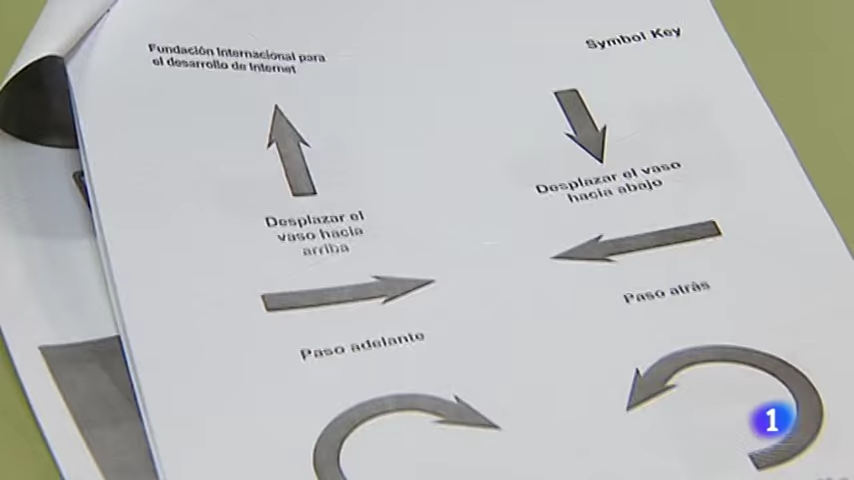 Fundación Internacional para
el desarrollo de Internet
Symbol Key
Desplazar el
vaso hacia
arriba
Desplazar el vaso
hacia abajo
Paso adelante
Paso atrás
1